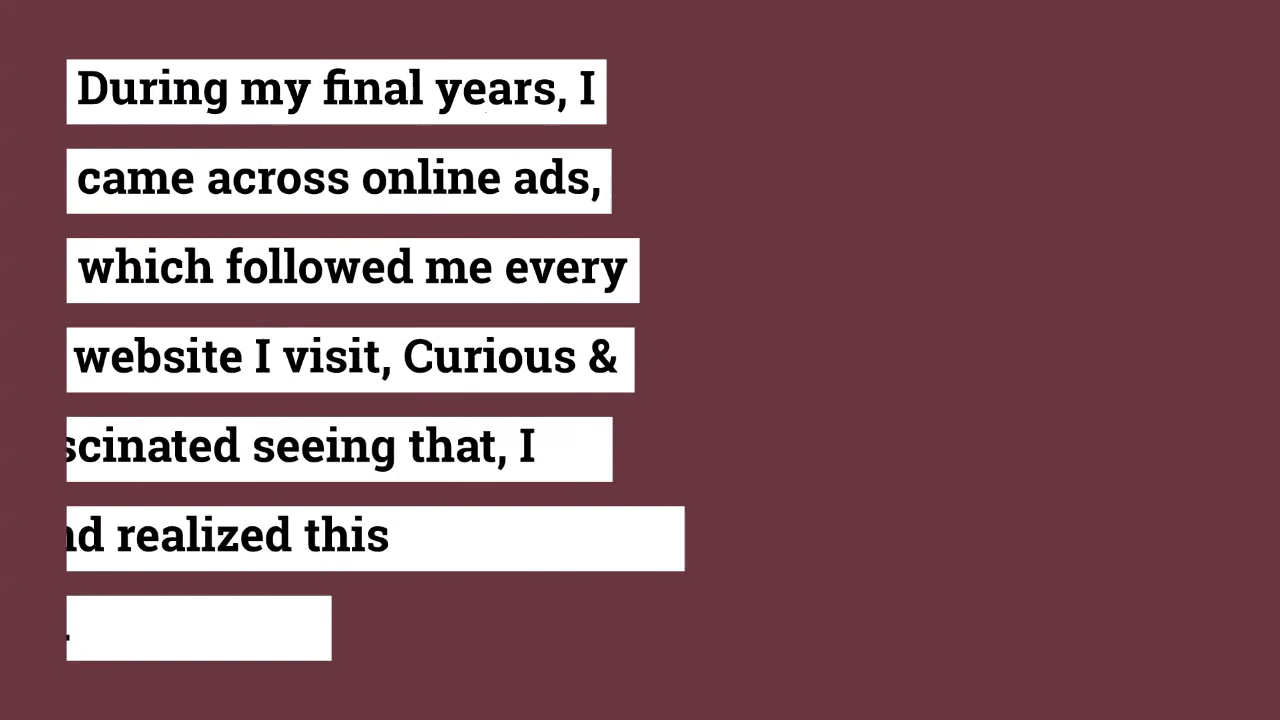 During my final years, I
came across online ads,
which followed me every
website I visit, Curious &
seeing that, I
realized this